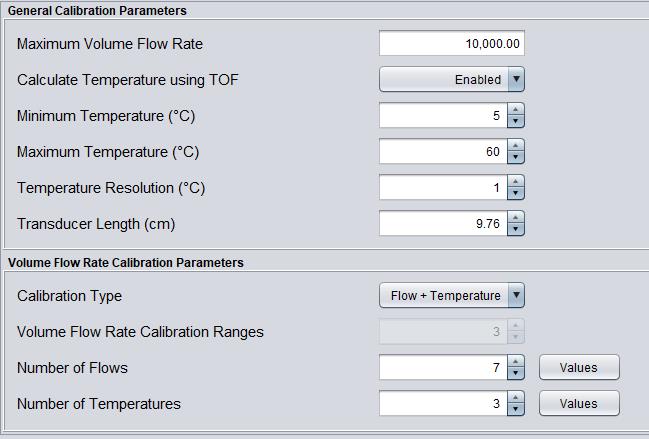 General Calibration Parameters
Maximum Volume Flow Rate 10,000.00
Calculate Temperature using TOF Enabled
Minimum Temperature (°C) 5
Maximum Temperature (°C) 60
Temperature Resolution (°C) 1
Transducer Length (cm) 9.76
Volume Flow Rate Calibration Parameters
Calibration Type Flow + Temperature
Volume Flow Rate Calibration Ranges 3
Number of Flows 7 Values
Number of Temperatures 3 Values